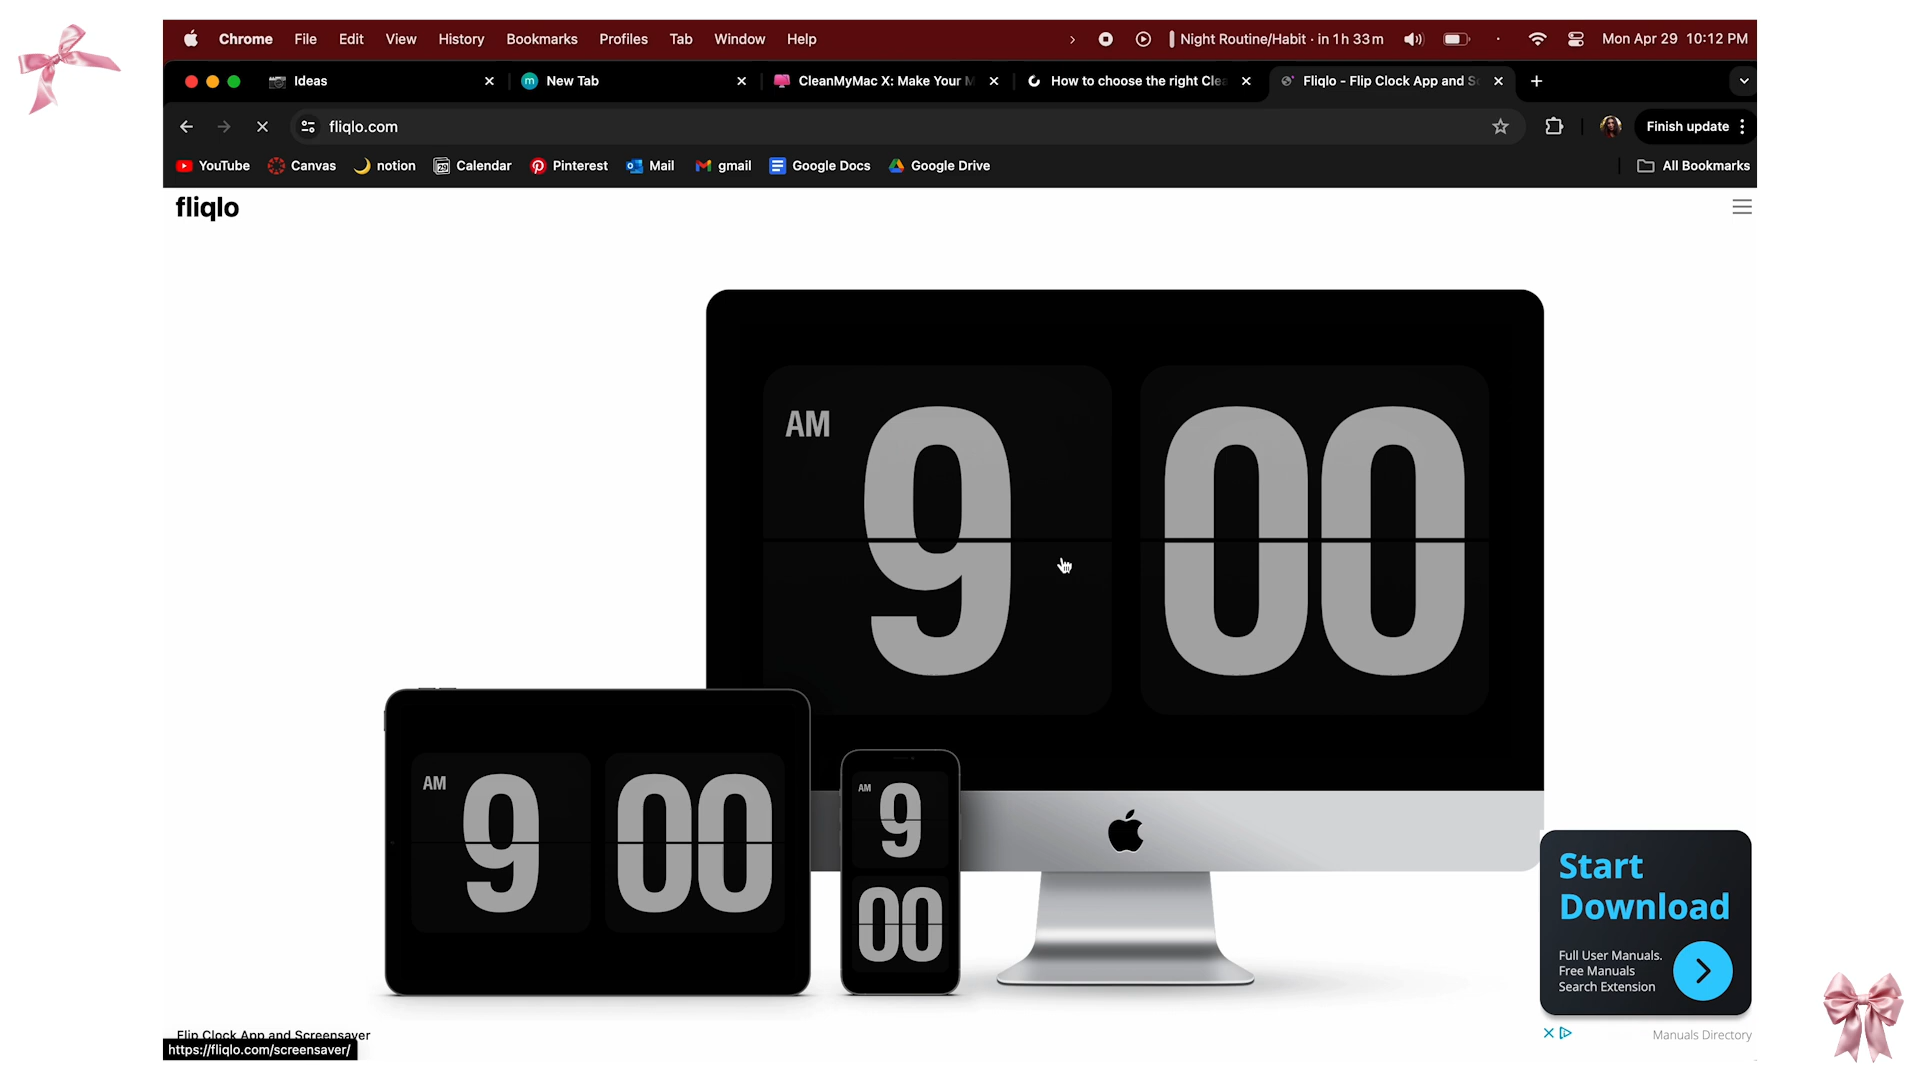 Chrome File Edit View History Bookmarks Profiles Tab Window Help Night Routine/Habit · in 1 h 33 m Mon Apr 29 10:12 PM
Ideas New Tab CleanMyMac X: Make Your M How to choose the right Cle Fliqlo - Flip Clock App and Sc
fliqlo.com Finish update
YouTube Canvas notion Calendar Pinterest Mail gmail Google Docs Google Drive All Bookmarks
fliqlo
AM 9 00
AM 9 00
AM 9
00
Start
Download
Full User Manuals.
Free Manuals
Search Extension
Manuals Directory
Flip Clock App and Screensaver
https://fliqlo.com/screensaver/